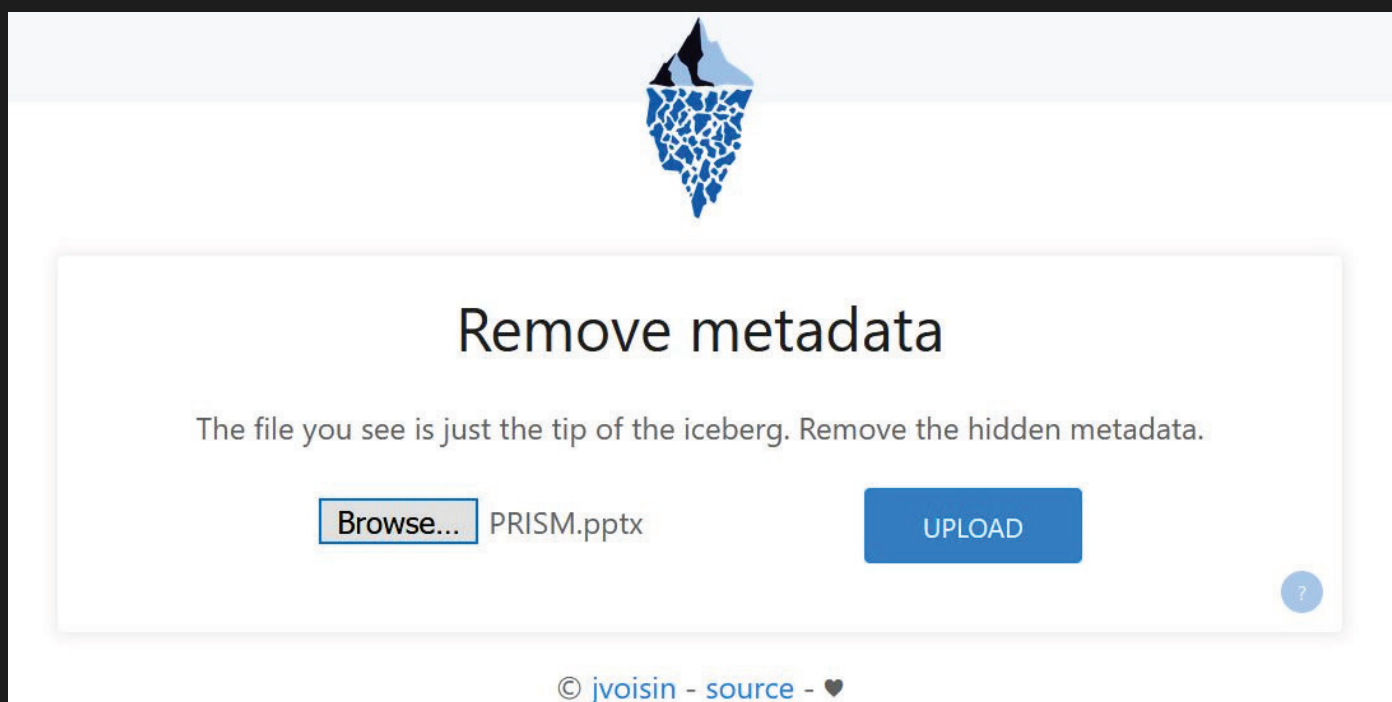 Remove metadata
The file you see is just the tip of the iceberg. Remove the hidden metadata.
Browse... PRISM.pptx UPLOAD
?
© jvoisin - source - ♥